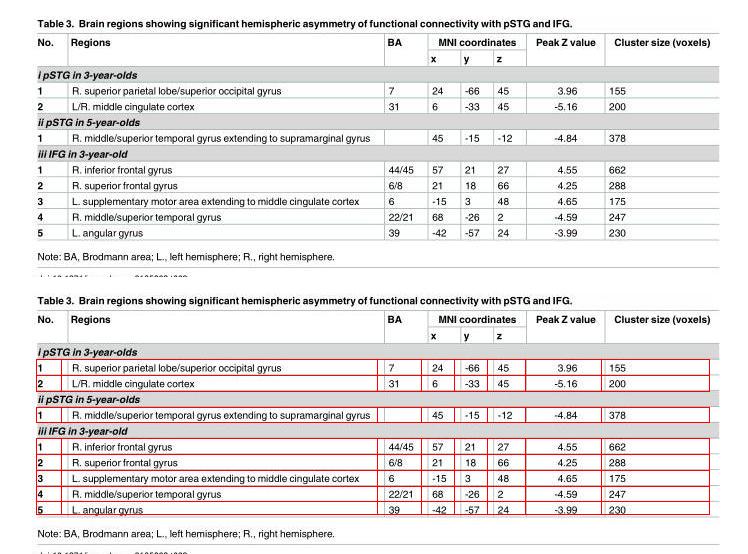 Table 3. Brain regions showing significant hemispheric asymmetry of functional connectivity with pSTG and IFG.
No. Regions BA MNI coordinates Peak Z value Cluster size (voxels)
x y z
i pSTG in 3-year-olds
1 R. superior parietal lobe/superior occipital gyrus 7 24 -66 45 3.96 155
2 L/R. middle cingulate cortex 31 6 -33 45 -5.16 200
ii pSTG in 5-year-olds
1 R. middle/superior temporal gyrus extending to supramarginal gyrus 45 -15 -12 -4.84 378
iii IFG in 3-year-old
1 R. inferior frontal gyrus 44/45 57 21 27 4.55 662
2 R. superior frontal gyrus 6/8 21 18 66 4.25 288
3 L. supplementary motor area extending to middle cingulate cortex 6 -15 3 48 4.65 175
4 R. middle/superior temporal gyrus 22/21 68 -26 2 -4.59 247
5 L. angular gyrus 39 -42 -57 24 -3.99 230
Note: BA, Brodmann area; L., left hemisphere; R., right hemisphere.
Table 3. Brain regions showing significant hemispheric asymmetry of functional connectivity with pSTG and IFG.
No. Regions BA MNI coordinates Peak Z value Cluster size (voxels)
x y z
i pSTG in 3-year-olds
1 R. superior parietal lobe/superior occipital gyrus 7 24 -66 45 3.96 155
2 L/R. middle cingulate cortex 31 6 -33 45 -5.16 200
ii pSTG in 5-year-olds
1 R. middle/superior temporal gyrus extending to supramarginal gyrus 45 -15 -12 -4.84 378
iii IFG in 3-year-old
1 R. inferior frontal gyrus 44/45 57 21 27 4.55 662
2 R. superior frontal gyrus 6/8 21 18 66 4.25 288
3 L. supplementary motor area extending to middle cingulate cortex 6 -15 3 48 4.65 175
4 R. middle/superior temporal gyrus 22/21 68 -26 2 -4.59 247
5 L. angular gyrus 39 -42 -57 24 -3.99 230
Note: BA, Brodmann area; L., left hemisphere; R., right hemisphere.